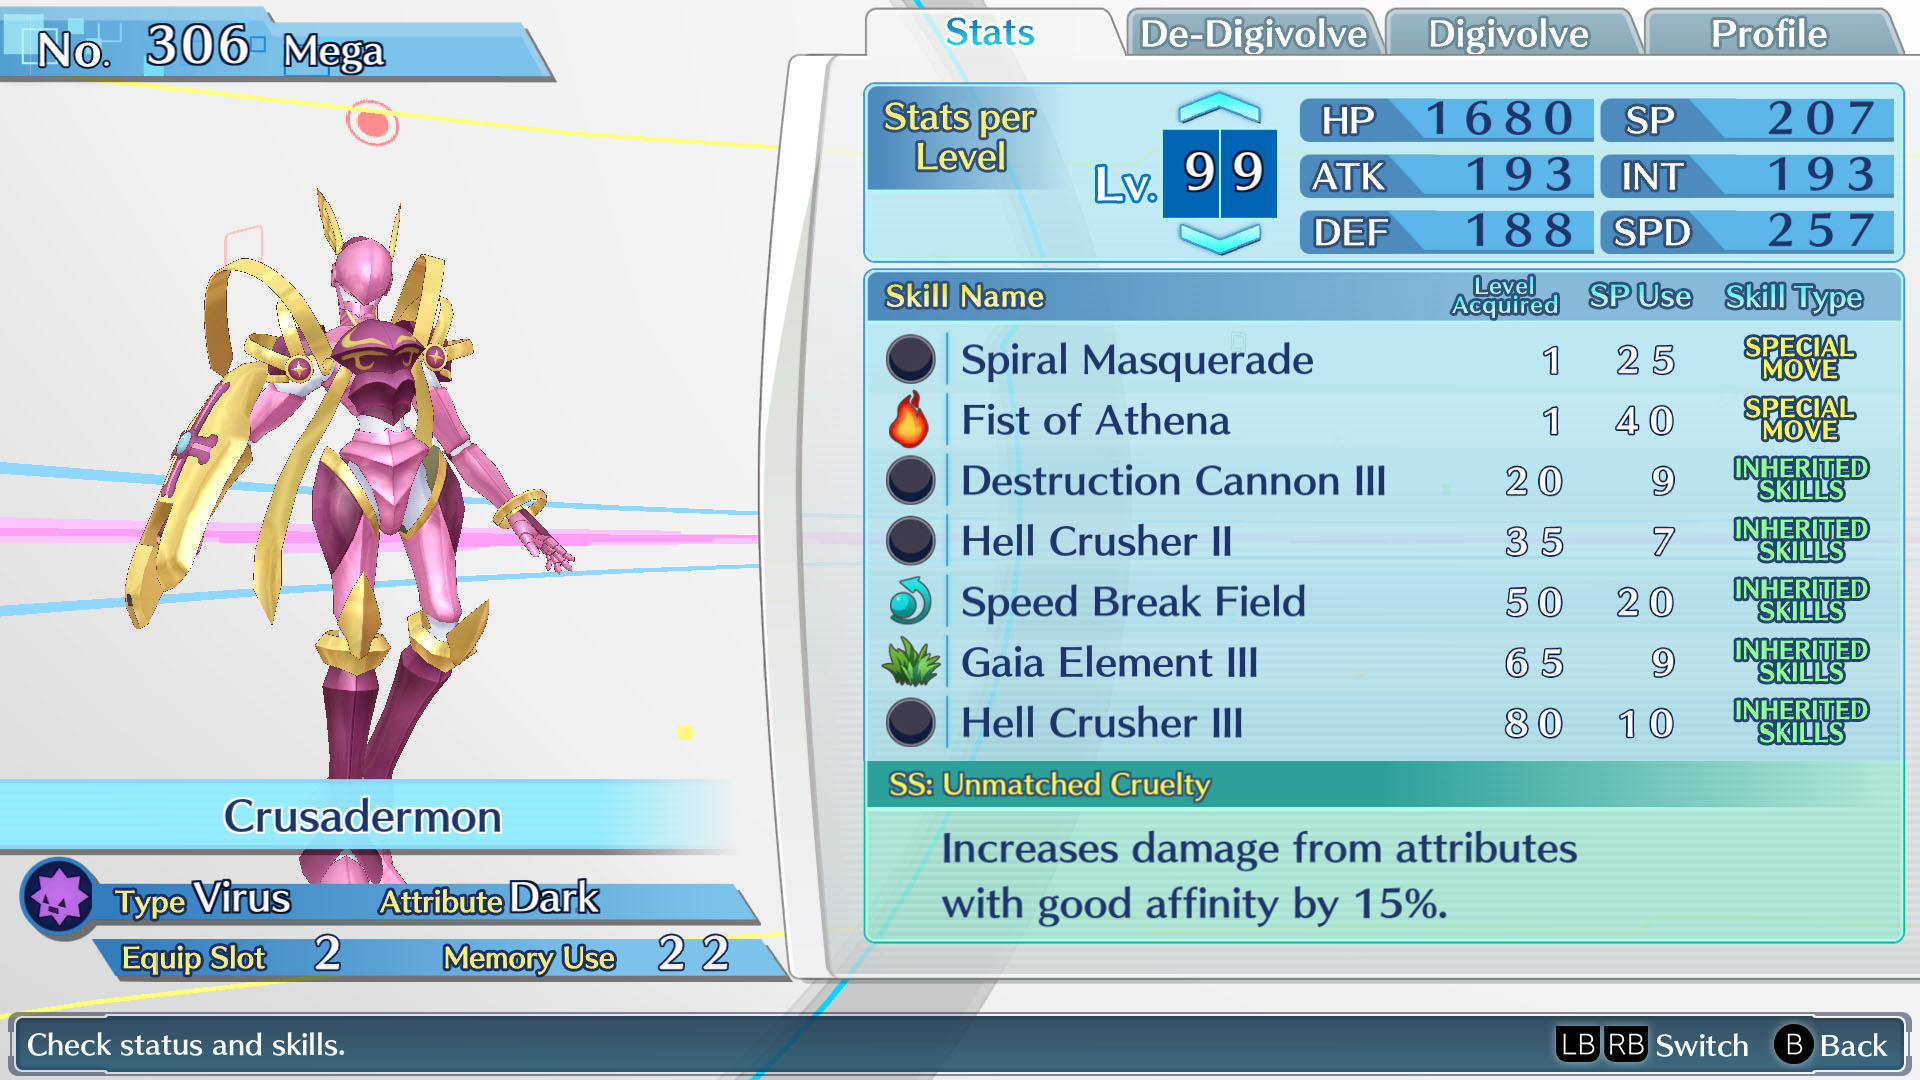 No. 306 Mega
Stats
De-Digivolve
Digivolve
Profile
Stats per
Level
Lv. 99
HP 1680
SP 207
ATK 193
INT 193
DEF 188
SPD 257
Skill Name
Level
Acquired
SP Use
Skill Type
Spiral Masquerade 1 25 SPECIAL
MOVE
Fist of Athena 1 40 SPECIAL
MOVE
Destruction Cannon III 20 9 INHERITED
SKILLS
Hell Crusher II 35 7 INHERITED
SKILLS
Speed Break Field 50 20 INHERITED
SKILLS
Gaia Element III 65 9 INHERITED
SKILLS
Hell Crusher III 80 10 INHERITED
SKILLS
SS: Unmatched Cruelty
Increases damage from attributes
with good affinity by 15%.
Crusadermon
Type Virus Attribute Dark
Equip Slot 2 Memory Use 22
Check status and skills.
LB RB Switch B Back